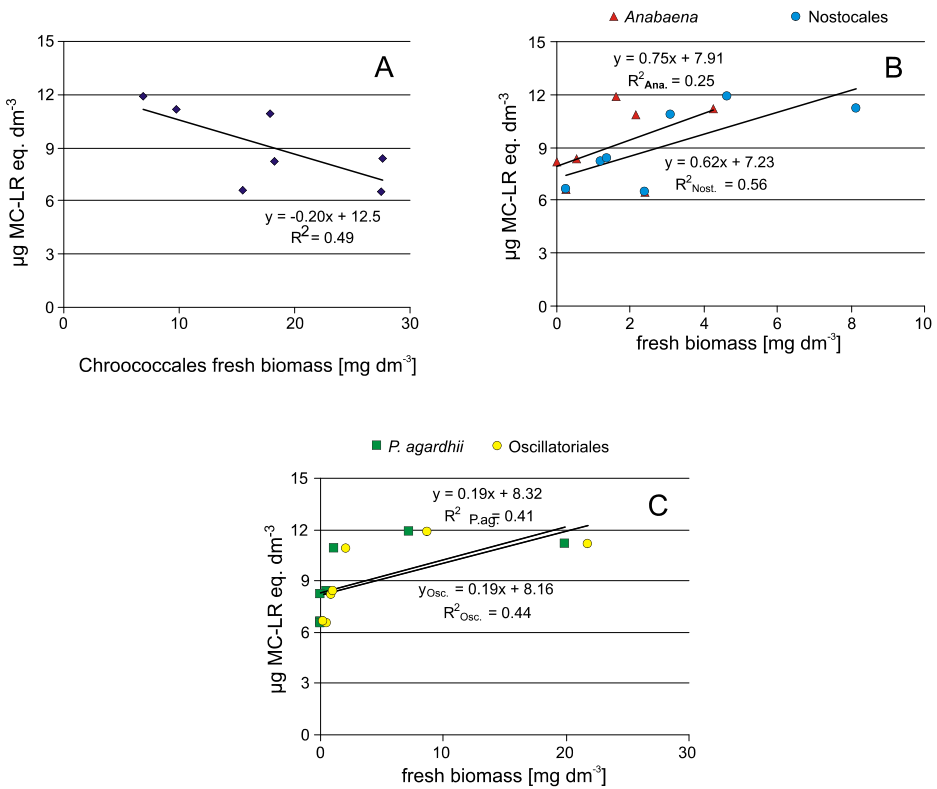 Anabaena
Nostocales
15
12
9
6
3
0
µg MC-LR eq. dm-3
A
y = -0.20x + 12.5
R2 = 0.49
0
10
20
30
Chroococcales fresh biomass [mg dm-3]
15
12
9
6
3
0
µg MC-LR eq. dm-3
B
y = 0.75x + 7.91
R2Ana. = 0.25
y = 0.62x + 7.23
R2Nost. = 0.56
0
2
4
6
8
10
fresh biomass [mg dm-3]
P. agardhii
Oscillatoriales
15
12
9
6
3
0
µg MC-LR eq. dm-3
C
y = 0.19x + 8.32
R2 P.ag. = 0.41
yOsc. = 0.19x + 8.16
R2Osc. = 0.44
0
10
20
30
fresh biomass [mg dm-3]